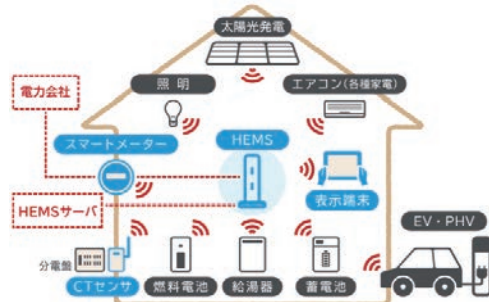 太陽光発電
照明
エアコン(各種家電)
電力会社
スマートメーター
HEMS
HEMSサーバ
表示端末
EV・PHV
分電盤
CTセンサ
燃料電池
給湯器
蓄電池